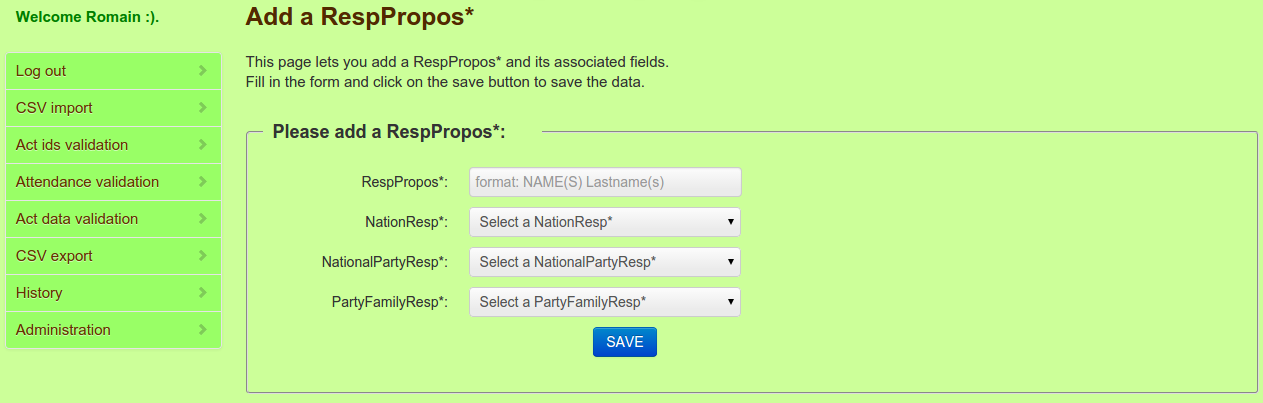 Welcome Romain :).
Log out
CSV import
Act ids validation
Attendance validation
Act data validation
CSV export
History
Administration
Add a RespPropos*
This page lets you add a RespPropos* and its associated fields.
Fill in the form and click on the save button to save the data.
Please add a RespPropos*:
RespPropos*: format: NAME(S) Lastname(s)
NationResp*: Select a NationResp*
NationalPartyResp*: Select a NationalPartyResp*
PartyFamilyResp*: Select a PartyFamilyResp*
SAVE